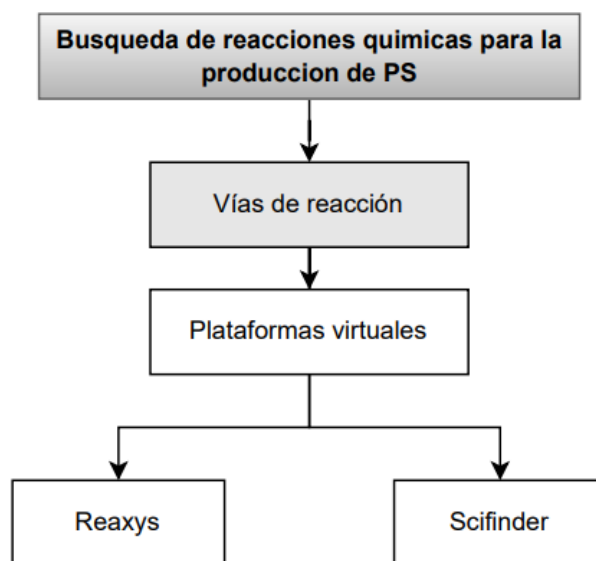 Busqueda de reacciones quimicas para la
produccion de PS
Vías de reacción
Plataformas virtuales
Reaxys
Scifinder